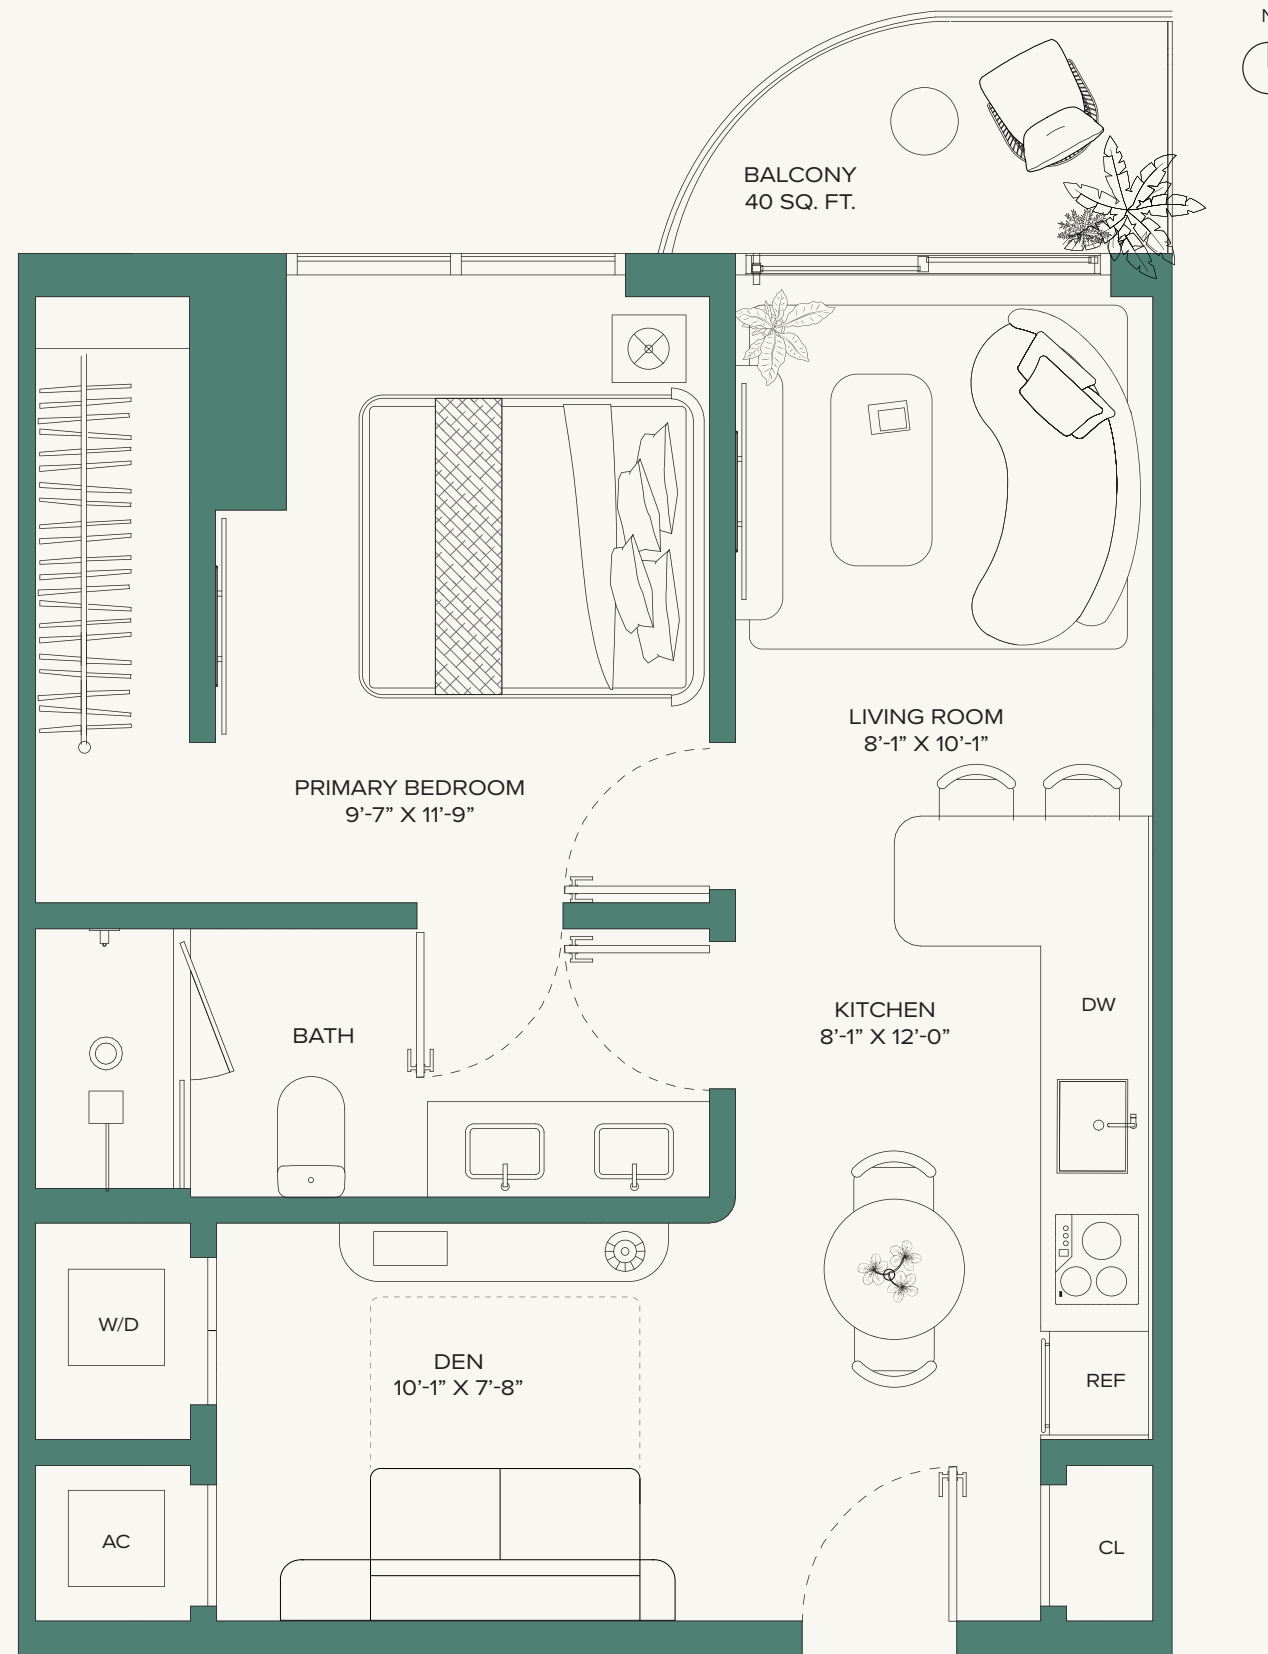 N
BALCONY
40 SQ. FT.
LIVING ROOM
8’-1” X 10’-1”
PRIMARY BEDROOM
9’-7” X 11’-9”
BATH
KITCHEN
8’-1” X 12’-0”
DW
W/D
DEN
10’-1” X 7’-8”
REF
AC
CL